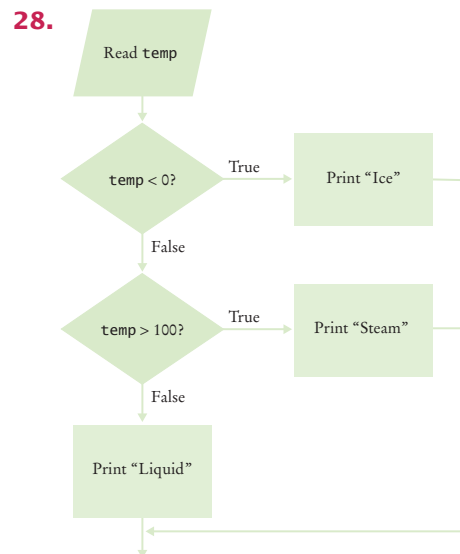 28.
Read temp
temp < 0?
True
Print “Ice”
False
temp > 100?
True
Print “Steam”
False
Print “Liquid”